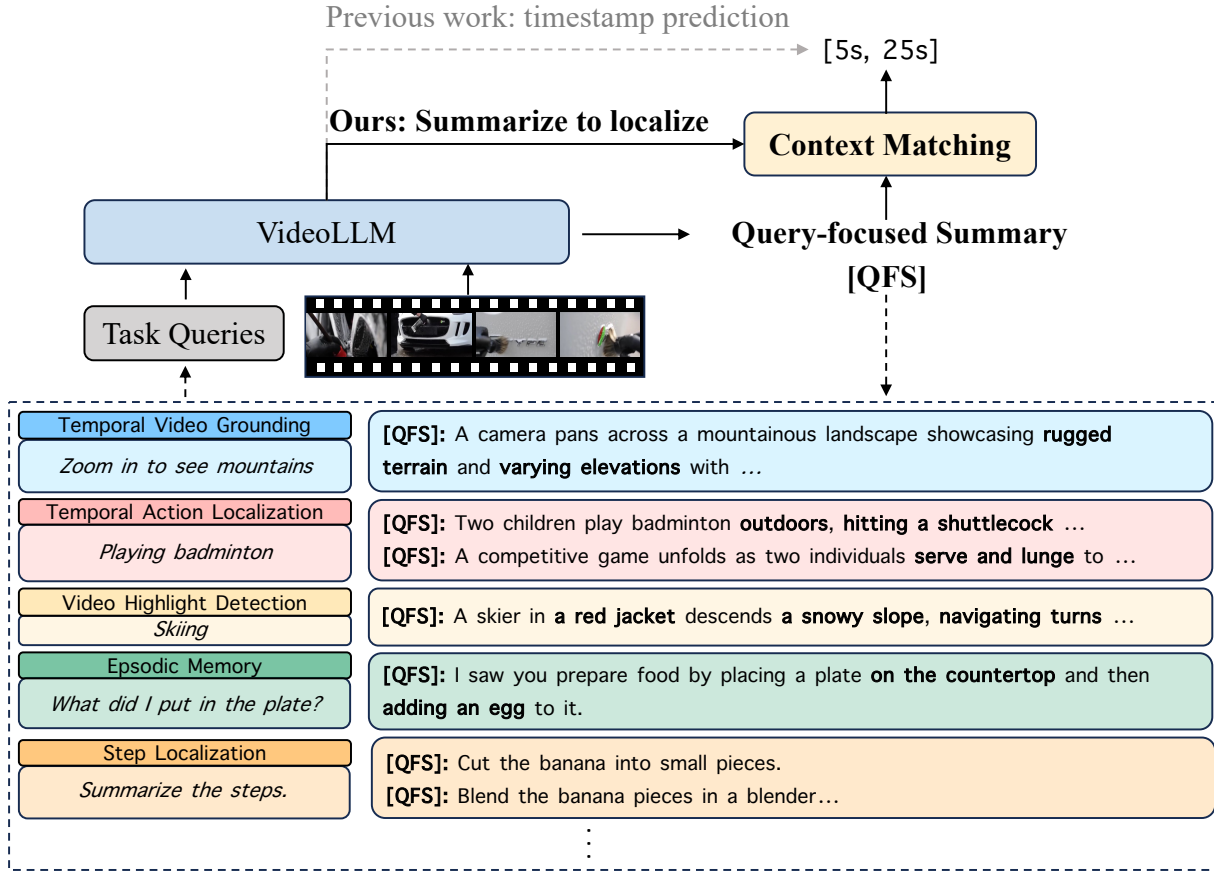 Previous work: timestamp prediction
[5s, 25s]
Ours: Summarize to localize
Context Matching
VideoLLM
Query-focused Summary
[QFS]
Task Queries
TYPE
Temporal Video Grounding
Zoom in to see mountains
[QFS]: A camera pans across a mountainous landscape showcasing rugged
terrain and varying elevations with ...
Temporal Action Localization
Playing badminton
[QFS]: Two children play badminton outdoors, hitting a shuttlecock ...
[QFS]: A competitive game unfolds as two individuals serve and lunge to ...
Video Highlight Detection
Skiing
[QFS]: A skier in a red jacket descends a snowy slope, navigating turns ...
Epsodic Memory
What did I put in the plate?
[QFS]: I saw you prepare food by placing a plate on the countertop and then
adding an egg to it.
Step Localization
Summarize the steps.
[QFS]: Cut the banana into small pieces.
[QFS]: Blend the banana pieces in a blender...